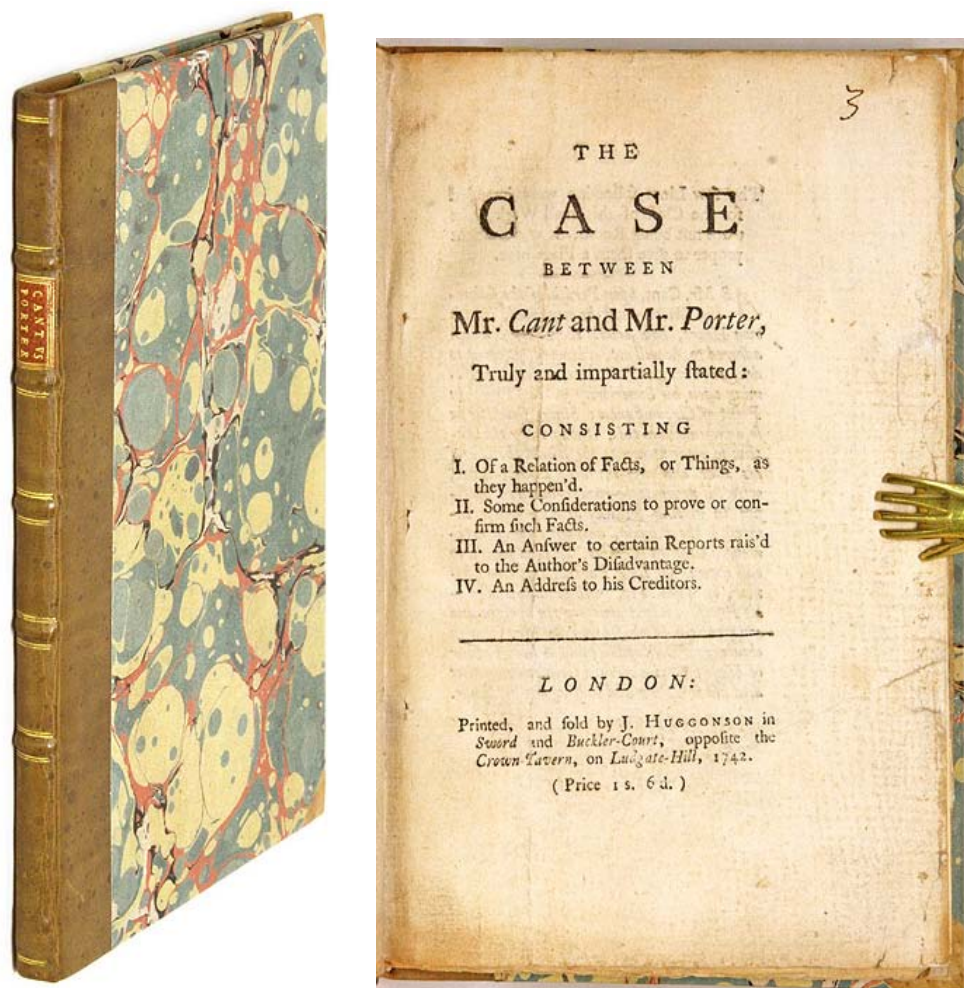 CANT VS
PORTER
3
THE
CASE
BETWEEN
Mr. Cant and Mr. Porter,
Truly and impartially ſtated:
CONSISTING
I. Of a Relation of Facts, or Things, as
they happen'd.
II. Some Conſiderations to prove or con-
firm ſuch Facts.
III. An Anſwer to certain Reports rais'd
to the Author's Diſadvantage.
IV. An Addreſs to his Creditors.
LONDON:
Printed, and ſold by J. HUGGONSON in
Sword and Buckler-Court, oppoſite the
Crown-Tavern, on Ludgate-Hill, 1742.
(Price 1 s. 6 d.)